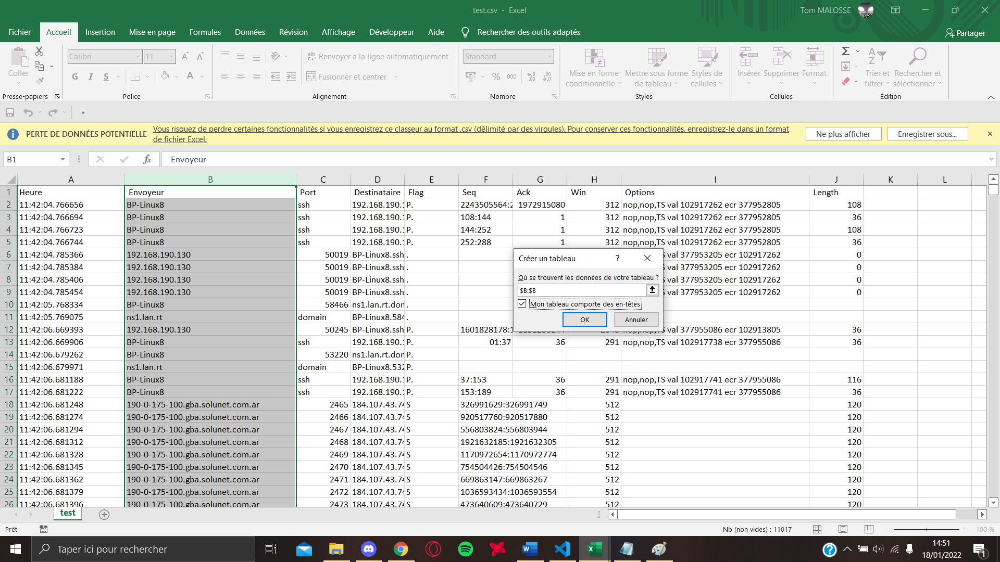 test.csv - Excel
Tom MALOSSE
Fichier Accueil Insertion Mise en page Formules Données Révision Affichage Développeur Aide Rechercher des outils adaptés Partager
Coller
Calibri 11
Renvoyer à la ligne automatiquement
Standard
G I S
Fusionner et centrer
% 000
Mise en forme conditionnelle
Mettre sous forme de tableau
Styles de cellules
Insérer Supprimer Format
Trier et filtrer
Rechercher et sélectionner
Presse-papiers Police Alignement Nombre Styles Cellules Édition
PERTE DE DONNÉES POTENTIELLE Vous risquez de perdre certaines fonctionnalités si vous enregistrez ce classeur au format .csv (délimité par des virgules). Pour conserver ces fonctionnalités, enregistrez-le dans un format
de fichier Excel.
Ne plus afficher Enregistrer sous...
B1 fx Envoyeur
A B C D E F G H I J K L
1 Heure Envoyeur Port Destinataire Flag Seq Ack Win Options Length
2 11:42:04.766656 BP-Linux8 ssh 192.168.190.1 P. 2243505564:2 1972915080 312 nop,nop,TS val 102917262 ecr 377952805 108
3 11:42:04.766694 BP-Linux8 ssh 192.168.190.1 P. 108:144 1 312 nop,nop,TS val 102917262 ecr 377952805 36
4 11:42:04.766723 BP-Linux8 ssh 192.168.190.1 P. 144:252 1 312 nop,nop,TS val 102917262 ecr 377952805 108
5 11:42:04.766744 BP-Linux8 ssh 192.168.190.1 P. 252:288 1 312 nop,nop,TS val 102917262 ecr 377952805 36
6 11:42:04.785366 192.168.190.130 50019 BP-Linux8.ssh . val 377953205 ecr 102917262 0
7 11:42:04.785384 192.168.190.130 50019 BP-Linux8.ssh . val 377953205 ecr 102917262 0
8 11:42:04.785406 192.168.190.130 50019 BP-Linux8.ssh . val 377953205 ecr 102917262 0
9 11:42:04.785454 192.168.190.130 50019 BP-Linux8.ssh . val 377953205 ecr 102917262 0
10 11:42:05.768334 BP-Linux8 58466 ns1.lan.rt.don .
11 11:42:05.769075 ns1.lan.rt domain BP-Linux8.584 .
12 11:42:06.669393 192.168.190.130 50245 BP-Linux8.ssh P. 1601828178:1 nop,nop,TS val 377955086 ecr 102913805 36
13 11:42:06.669906 BP-Linux8 ssh 192.168.190.1 P. 01:37 36 291 nop,nop,TS val 102917738 ecr 377955086 36
14 11:42:06.679262 BP-Linux8 53220 ns1.lan.rt.don P.
15 11:42:06.679971 ns1.lan.rt domain BP-Linux8.532 P.
16 11:42:06.681188 BP-Linux8 ssh 192.168.190.1 P. 37:153 36 291 nop,nop,TS val 102917741 ecr 377955086 116
17 11:42:06.681222 BP-Linux8 ssh 192.168.190.1 P. 153:189 36 291 nop,nop,TS val 102917741 ecr 377955086 36
18 11:42:06.681248 190-0-175-100.gba.solunet.com.ar 2465 184.107.43.74 S 326991629:326991749 512 120
19 11:42:06.681274 190-0-175-100.gba.solunet.com.ar 2466 184.107.43.74 S 920517760:920517880 512 120
20 11:42:06.681294 190-0-175-100.gba.solunet.com.ar 2467 184.107.43.74 S 556803824:556803944 512 120
21 11:42:06.681312 190-0-175-100.gba.solunet.com.ar 2468 184.107.43.74 S 1921632185:1921632305 512 120
22 11:42:06.681328 190-0-175-100.gba.solunet.com.ar 2469 184.107.43.74 S 1170972654:1170972774 512 120
23 11:42:06.681345 190-0-175-100.gba.solunet.com.ar 2470 184.107.43.74 S 754504426:754504546 512 120
24 11:42:06.681362 190-0-175-100.gba.solunet.com.ar 2471 184.107.43.74 S 669863147:669863267 512 120
25 11:42:06.681379 190-0-175-100.gba.solunet.com.ar 2472 184.107.43.74 S 1036593434:1036593554 512 120
26 11:42:06.681396 190-0-175-100.gba.solunet.com.ar 2473 184.107.43.74 S 473640609:473640729 512 120
Créer un tableau ?
Où se trouvent les données de votre tableau ?
$B:$B
Mon tableau comporte des en-têtes
OK Annuler
test
Prêt
Nb (non vides) : 11017
100 %
Taper ici pour rechercher
14:51
18/01/2022
1